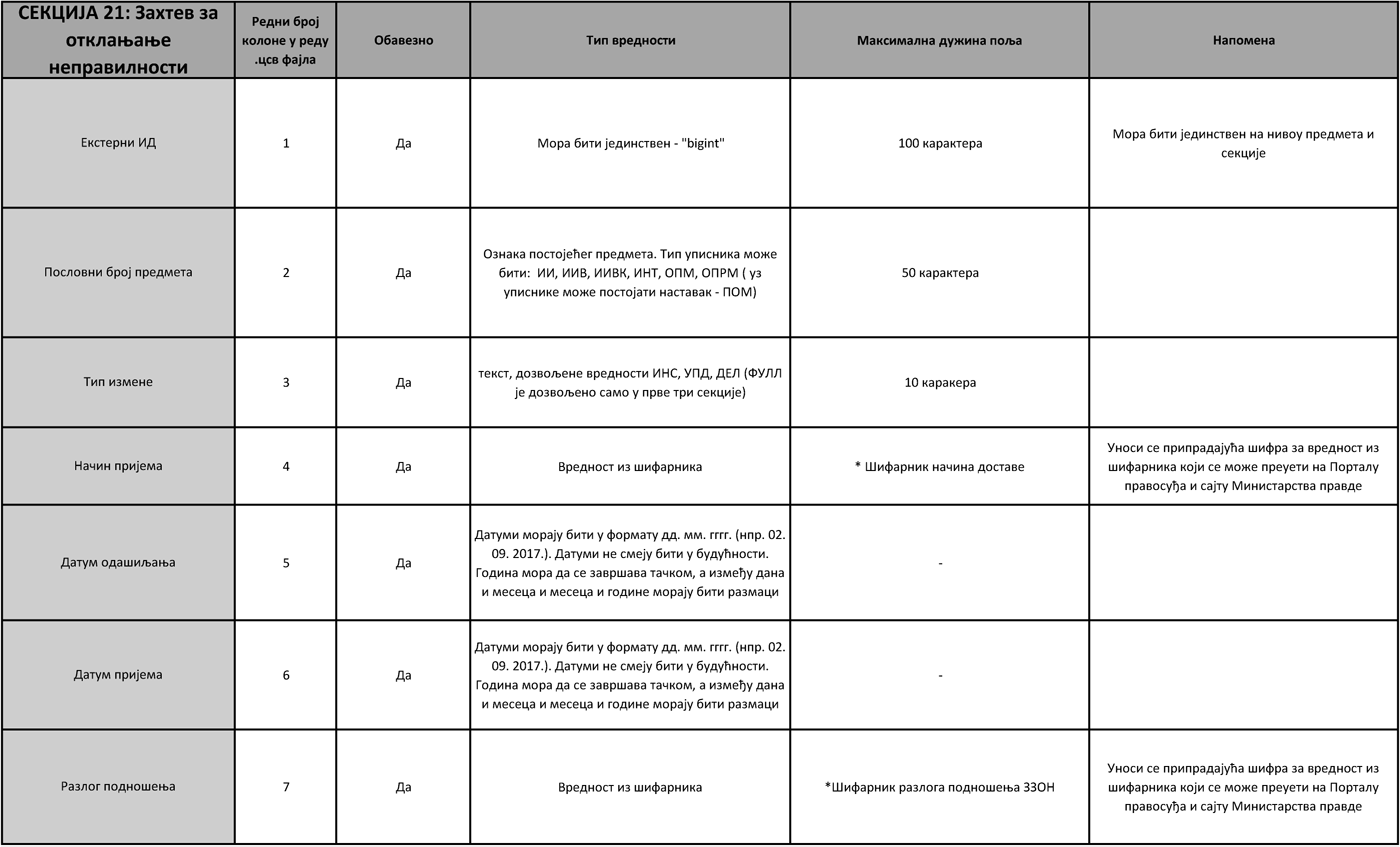 СЕКЦИЈА 21: Захтев за
отклањање
неправилности
Редни број
колоне у реду
.цсв фајла
Обавезно
Тип вредности
Максимална дужина поља
Напомена
Екстерни ИД
1
Да
Мора бити јединствен - "bigint"
100 карактера
Мора бити јединствен на нивоу предмета и
секције
Пословни број предмета
2
Да
Ознака постојећег предмета. Тип уписника може
бити:  ИИ, ИИВ, ИИВК, ИНТ, ОПМ, ОПРМ ( уз
уписнике може постојати наставак - ПОМ)
50 карактера
Тип измене
3
Да
текст, дозвољене вредности ИНС, УПД, ДЕЛ (ФУЛЛ
је дозвољено само у прве три секције)
10 каракера
Начин пријема
4
Да
Вредност из шифарника
* Шифарник начина доставе
Уноси се припрадајућа шифра за вредност из
шифарника који се може преуети на Порталу
правосуђа и сајту Министарства правде
Датум одашиљања
5
Да
Датуми морају бити у формату дд. мм. гггг. (нпр. 02.
09. 2017.). Датуми не смеју бити у будућности.
Година мора да се завршава тачком, а између дана
и месеца и месеца и године морају бити размаци
-
Датум пријема
6
Да
Датуми морају бити у формату дд. мм. гггг. (нпр. 02.
09. 2017.). Датуми не смеју бити у будућности.
Година мора да се завршава тачком, а између дана
и месеца и месеца и године морају бити размаци
-
Разлог подношења
7
Да
Вредност из шифарника
*Шифарник разлога подношења ЗЗОН
Уноси се припрадајућа шифра за вредност из
шифарника који се може преуети на Порталу
правосуђа и сајту Министарства правде